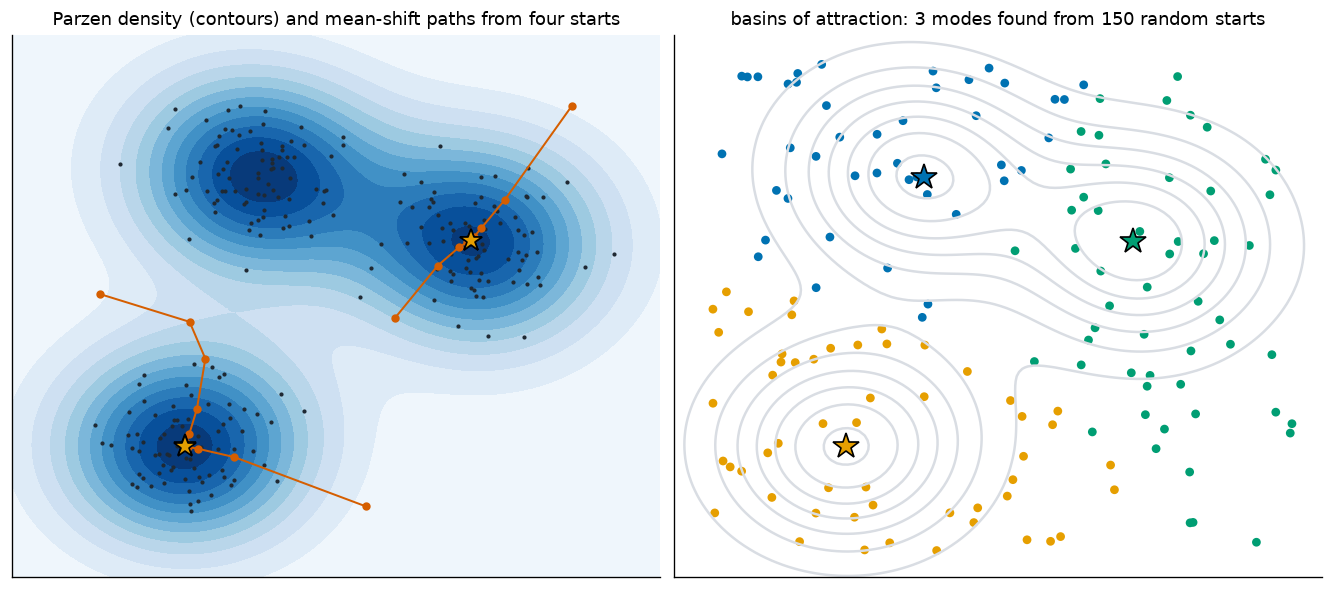 Parzen density (contours) and mean-shift paths from four starts
basins of attraction: 3 modes found from 150 random starts